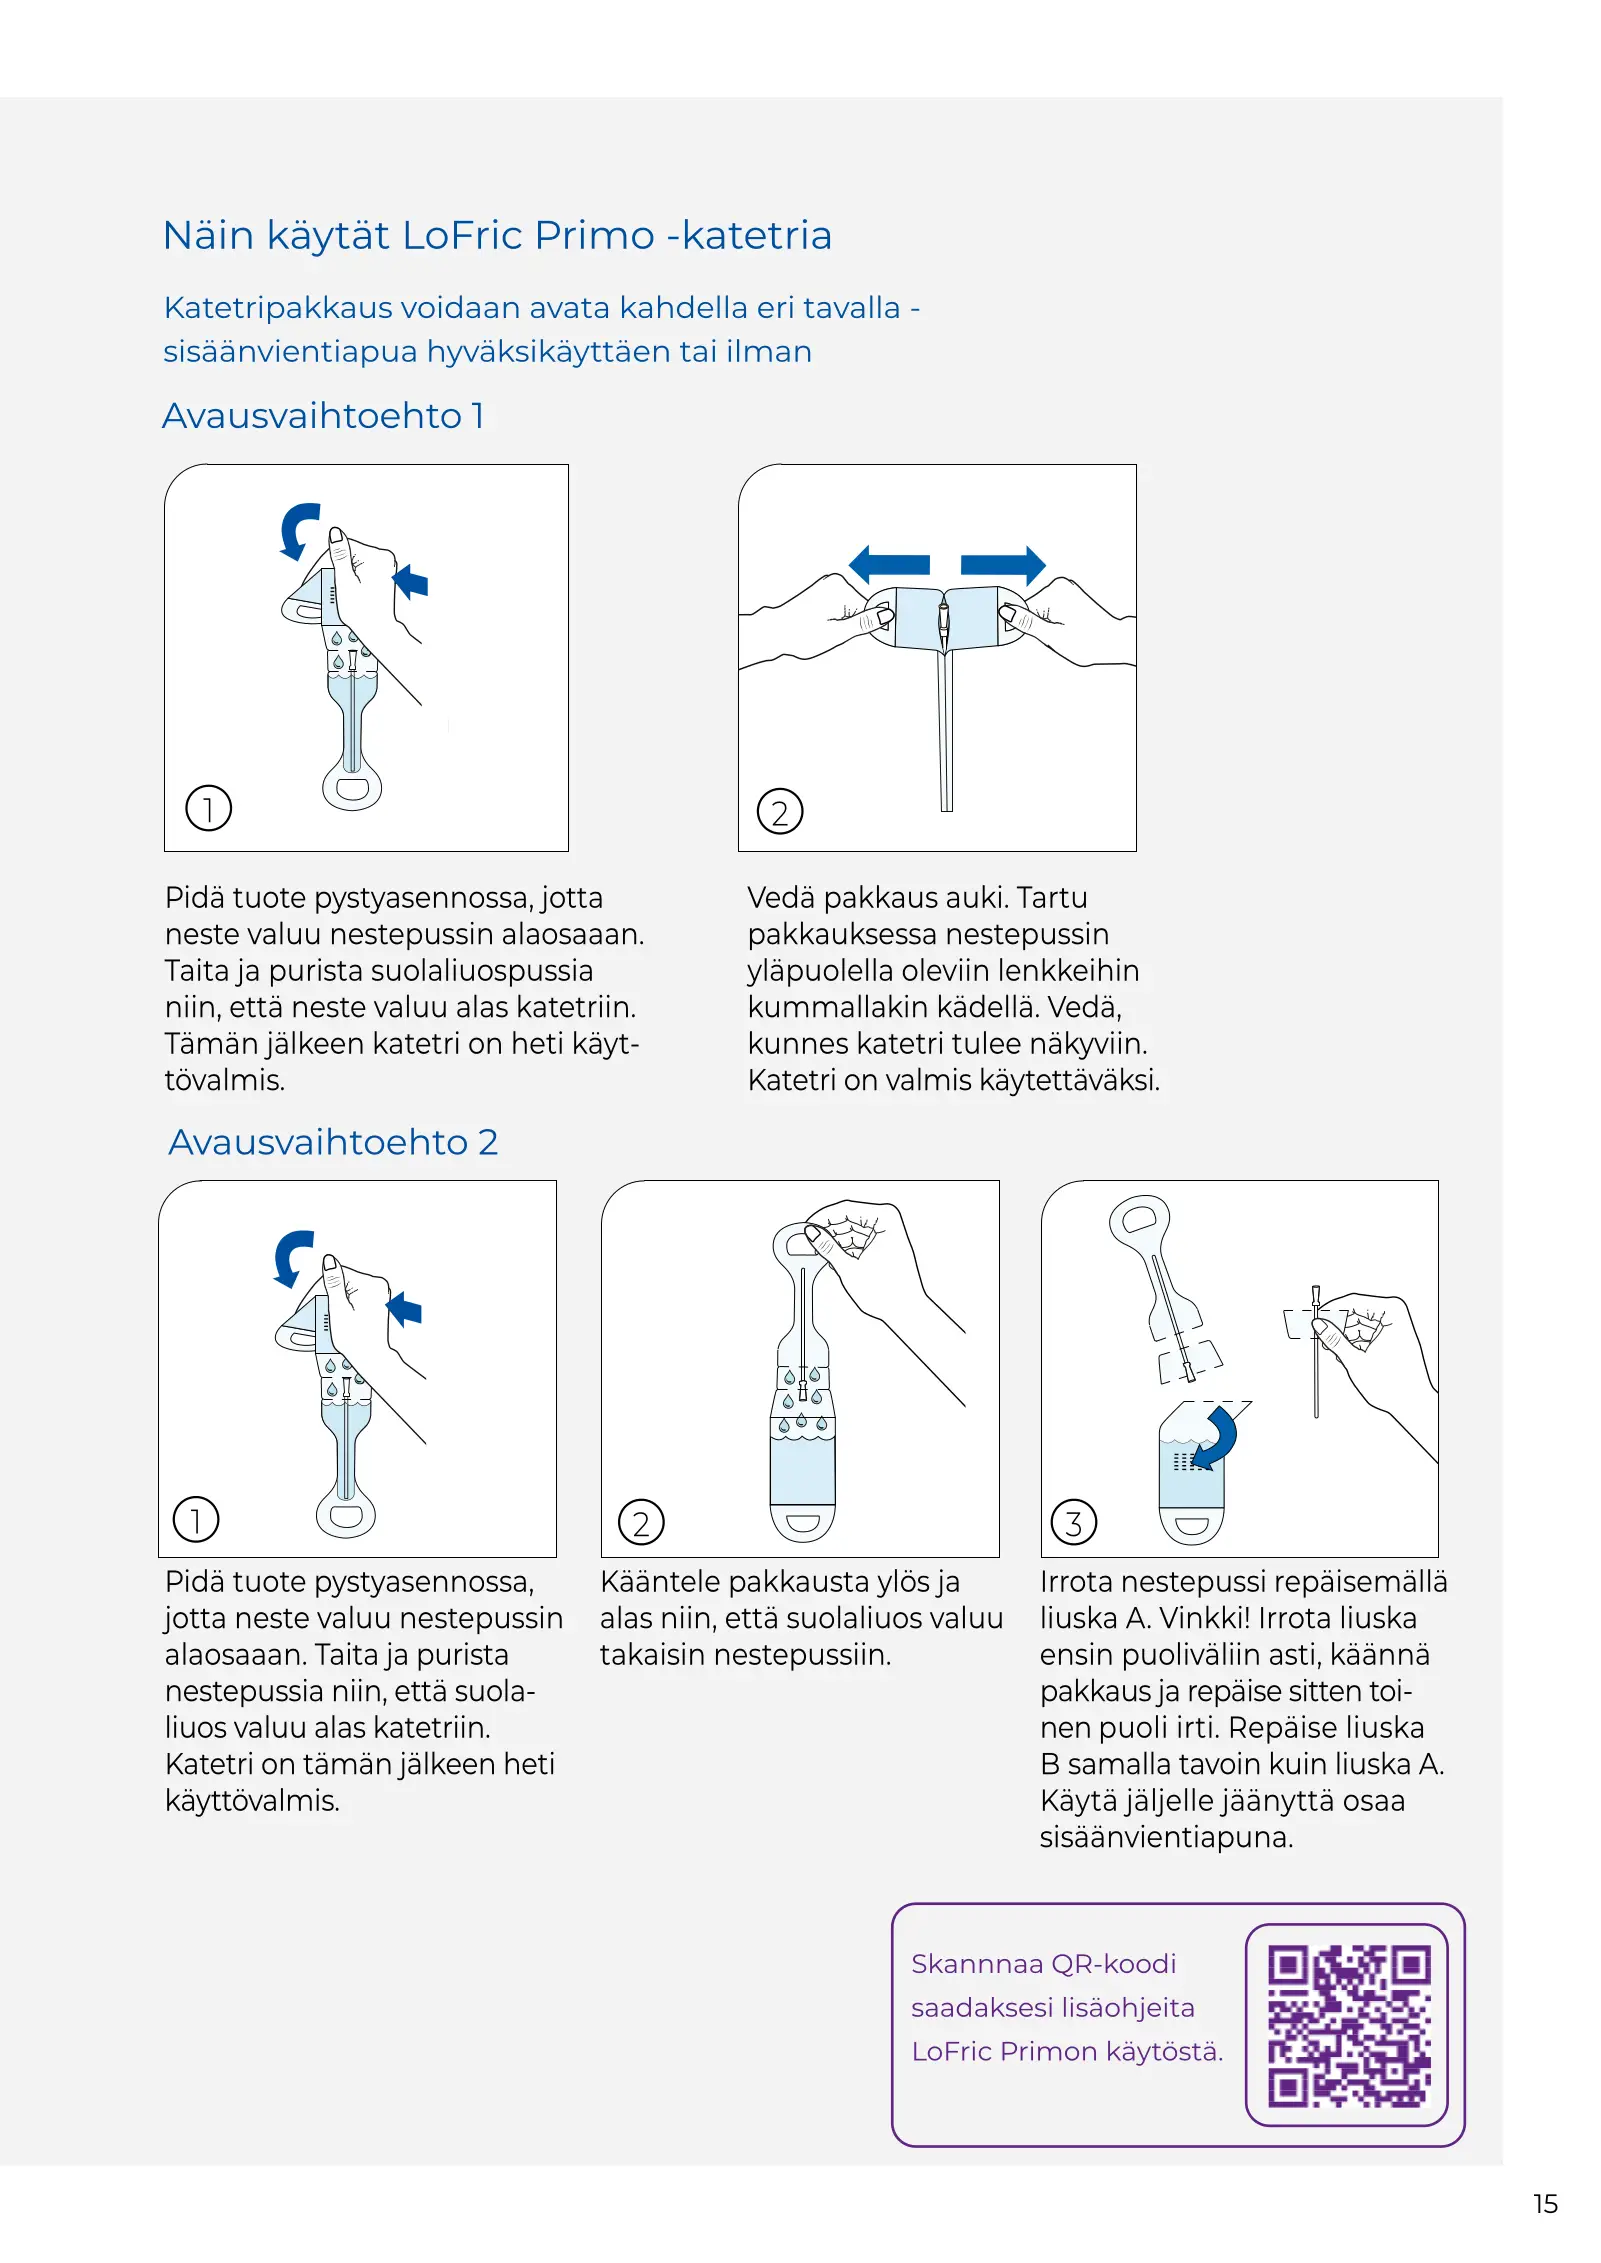 Näin käytät LoFric Primo -katetria
Katetripakkaus voidaan avata kahdella eri tavalla -
sisäänvientiapua hyväksikäyttäen tai ilman
Avausvaihtoehto 1
1
2
Pidä tuote pystyasennossa, jotta
neste valuu nestepussin alaosaaan.
Taita ja purista suolaliuospussia
niin, että neste valuu alas katetriin.
Tämän jälkeen katetri on heti käyt-
tövalmis.
Vedä pakkaus auki. Tartu
pakkauksessa nestepussin
yläpuolella oleviin lenkkeihin
kummallakin kädellä. Vedä,
kunnes katetri tulee näkyviin.
Katetri on valmis käytettäväksi.
Avausvaihtoehto 2
1
2
3
Pidä tuote pystyasennossa,
jotta neste valuu nestepussin
alaosaaan. Taita ja purista
nestepussia niin, että suola-
liuos valuu alas katetriin.
Katetri on tämän jälkeen heti
käyttövalmis.
Kääntele pakkausta ylös ja
alas niin, että suolaliuos valuu
takaisin nestepussiin.
Irrota nestepussi repäisemällä
liuska A. Vinkki! Irrota liuska
ensin puoliväliin asti, käännä
pakkaus ja repäise sitten toi-
nen puoli irti. Repäise liuska
B samalla tavoin kuin liuska A.
Käytä jäljelle jäänyttä osaa
sisäänvientiapuna.
Skannnaa QR-koodi
saadaksesi lisäohjeita
LoFric Primon käytöstä.
15